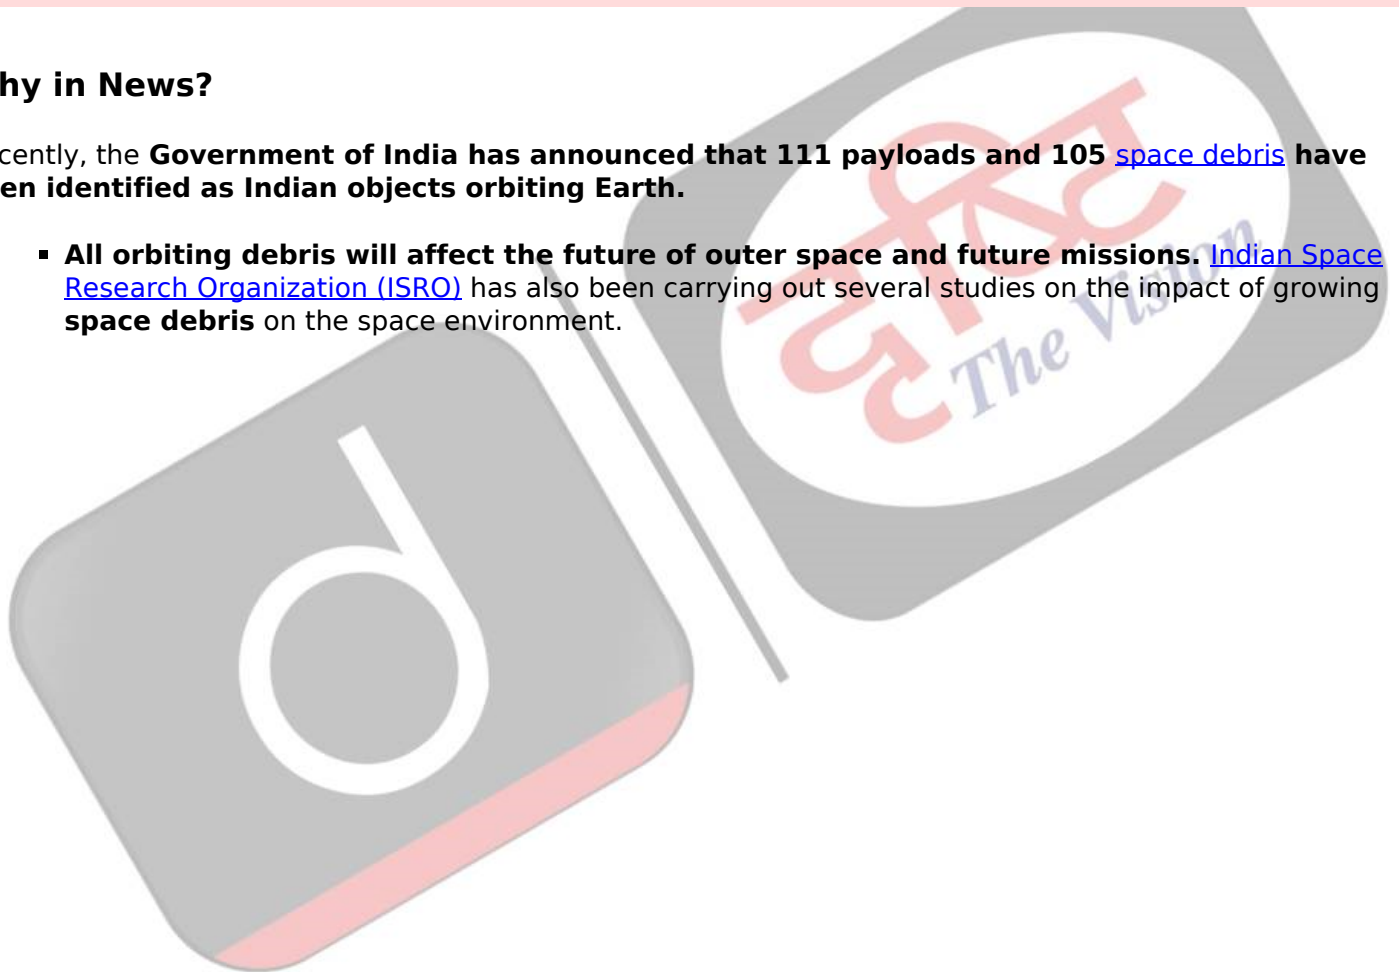 hy in News?
cently, the Government of India has announced that 111 payloads and 105 space debris have
en identified as Indian objects orbiting Earth.
▪ All orbiting debris will affect the future of outer space and future missions. Indian Space
Research Organization (ISRO) has also been carrying out several studies on the impact of growing
space debris on the space environment.
दृष्टि
The Vision
d